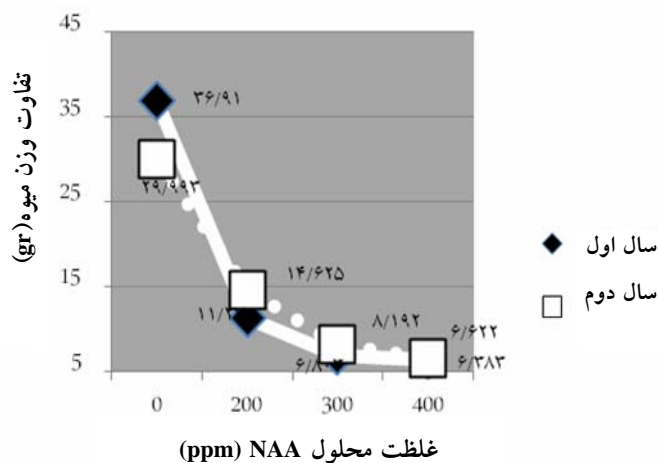 45
35
25
15
5
تفاوت وزن میوه(gr)
۳۶/۹۱
۲۹/۹۹۳
۱۴/۶۲۵
۸/۱۹۲
۶/۶۲۲
۶/۳۸۳
0 200 300 400
غلظت محلول NAA (ppm)
سال اول
سال دوم